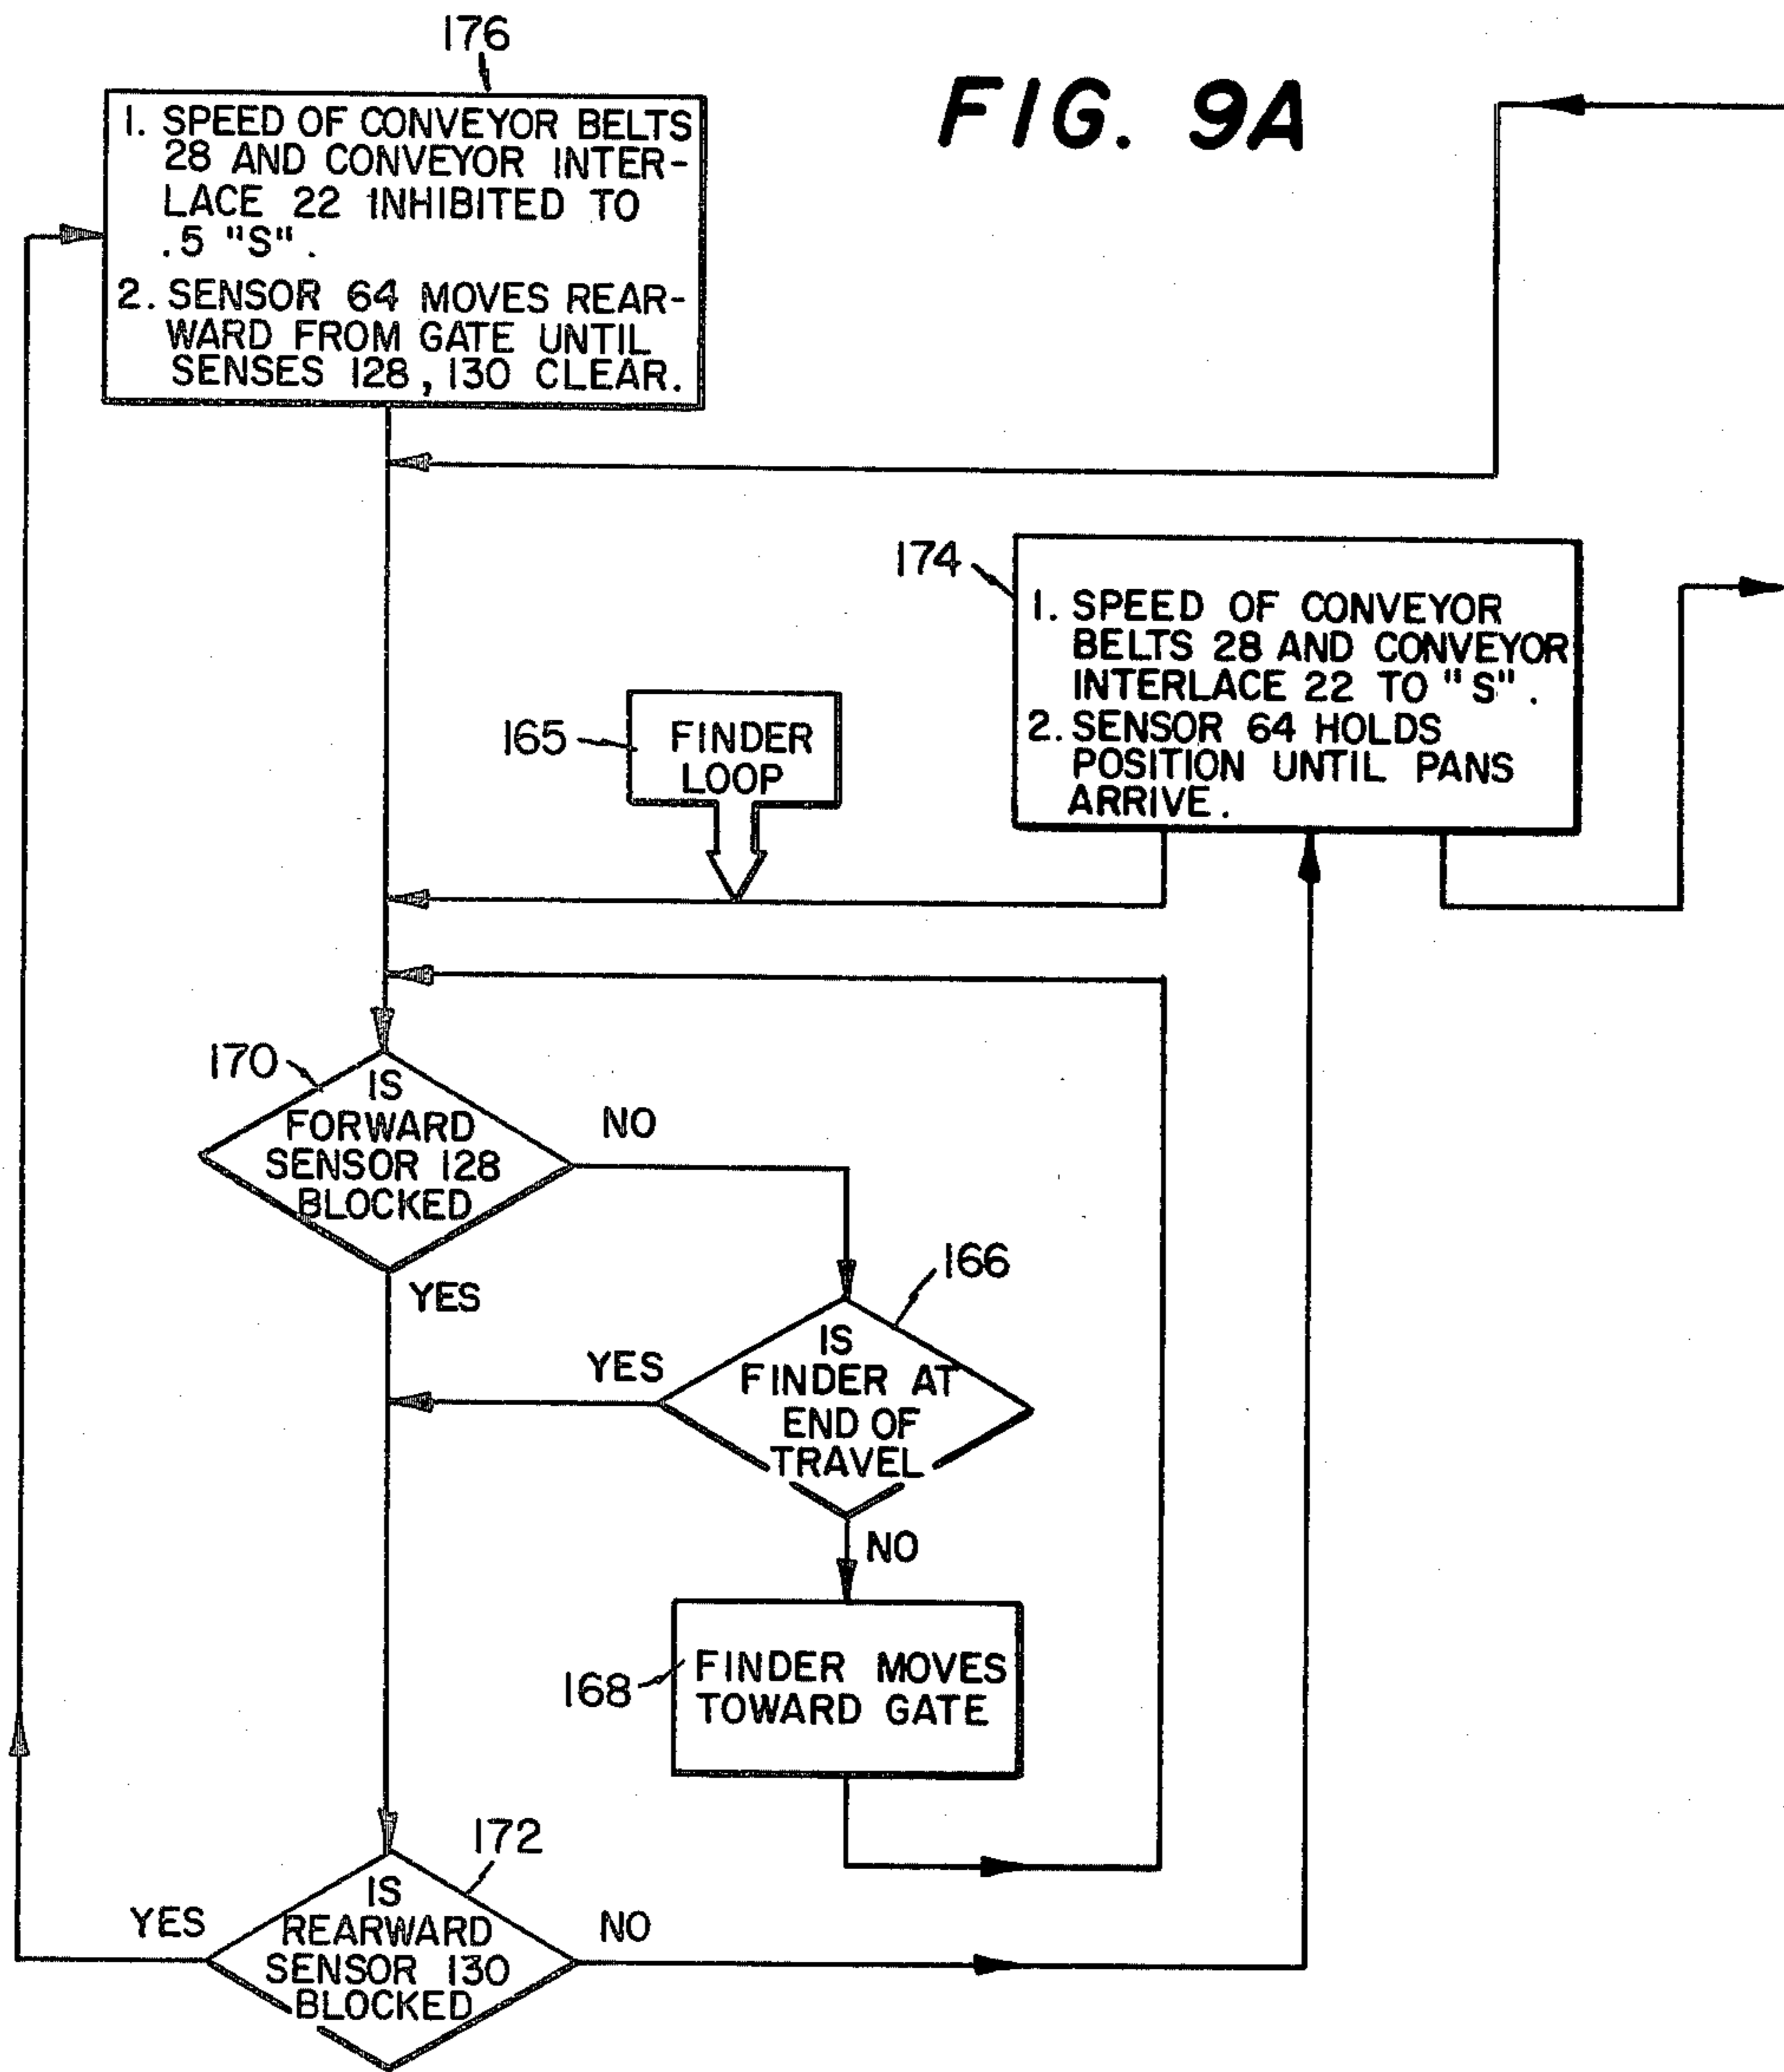 176
FIG. 9A
1. SPEED OF CONVEYOR BELTS
28 AND CONVEYOR INTER-
LACE 22 INHIBITED TO
.5 "S".
2. SENSOR 64 MOVES REAR-
WARD FROM GATE UNTIL
SENSES 128, 130 CLEAR.
174
1. SPEED OF CONVEYOR
BELTS 28 AND CONVEYOR
INTERLACE 22 TO "S".
2. SENSOR 64 HOLDS
POSITION UNTIL PANS
ARRIVE.
165
FINDER
LOOP
170
IS
FORWARD
SENSOR 128
BLOCKED
NO
YES
166
IS
FINDER AT
END OF
TRAVEL
YES
NO
168
FINDER MOVES
TOWARD GATE
172
IS
REARWARD
SENSOR 130
BLOCKED
YES
NO